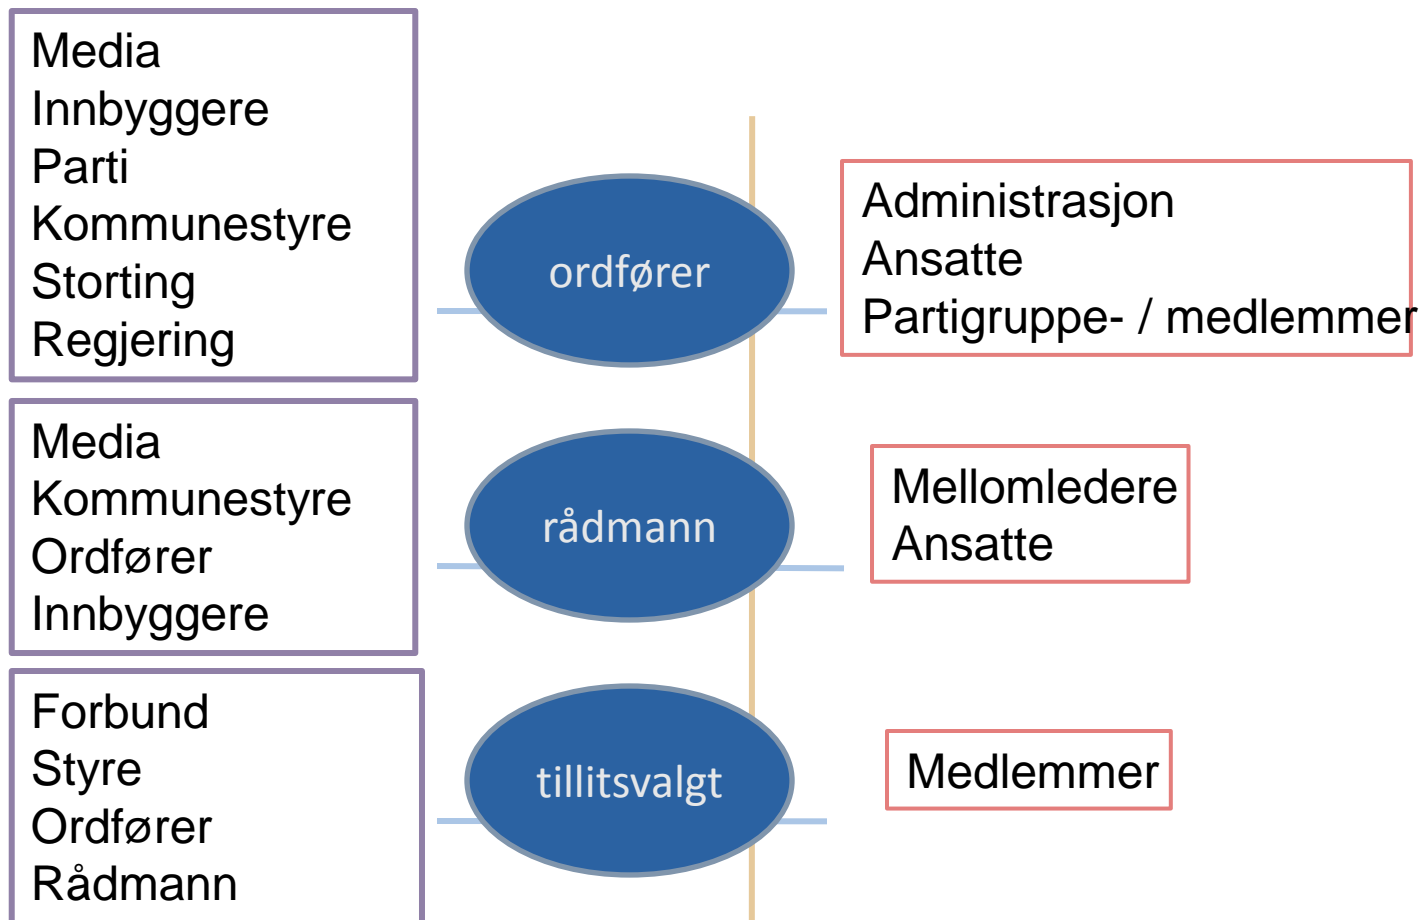 Media
Innbyggere
Parti
Kommunestyre
Storting
Regjering
ordfører
Administrasjon
Ansatte
Partigruppe- / medlemmer
Media
Kommunestyre
Ordfører
Innbyggere
rådmann
Mellomledere
Ansatte
Forbund
Styre
Ordfører
Rådmann
tillitsvalgt
Medlemmer